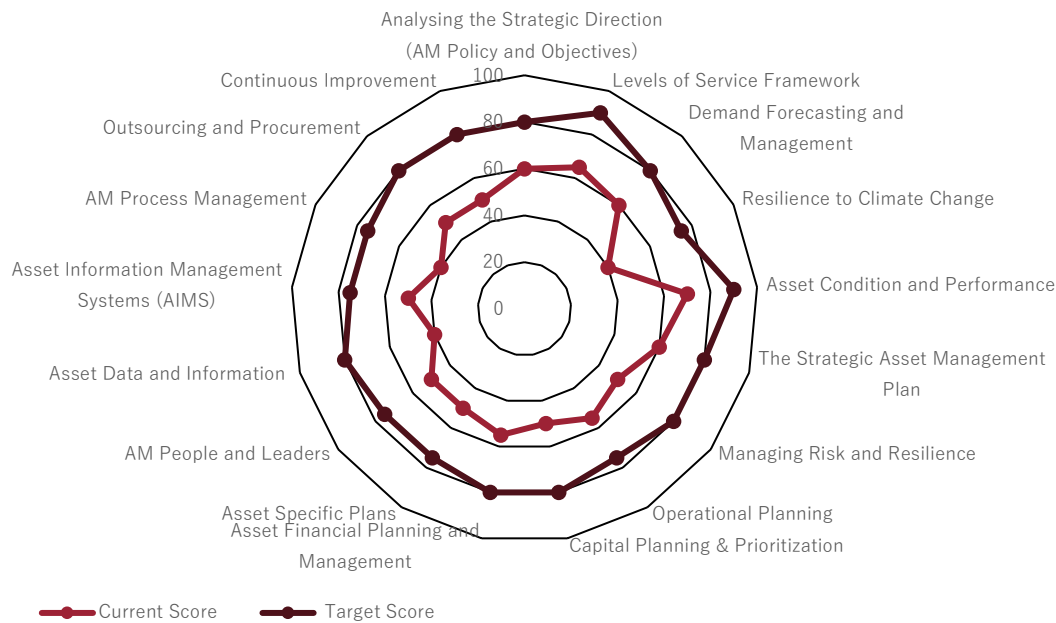 Analysing the Strategic Direction
(AM Policy and Objectives)
Continuous Improvement
100
Levels of Service Framework
Demand Forecasting and
Management
Outsourcing and Procurement
80
60
AM Process Management
Resilience to Climate Change
40
20
Asset Information Management
Systems (AIMS)
Asset Condition and Performance
0
The Strategic Asset Management
Plan
Asset Data and Information
AM People and Leaders
Managing Risk and Resilience
Asset Specific Plans
Operational Planning
Asset Financial Planning and
Management
Capital Planning & Prioritization
Current Score
Target Score